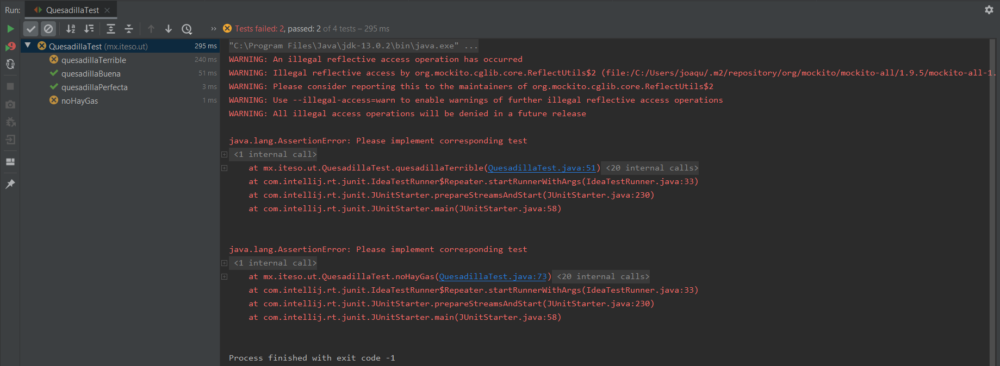 Run: QuesadillaTest
Tests failed: 2, passed: 2 of 4 tests – 295 ms
QuesadillaTest (mx.iteso.ut) 295 ms
quesadillaTerrible 240 ms
quesadillaBuena 51 ms
quesadillaPerfecta 3 ms
noHayGas 1 ms
"C:\Program Files\Java\jdk-13.0.2\bin\java.exe" ...
WARNING: An illegal reflective access operation has occurred
WARNING: Illegal reflective access by org.mockito.cglib.core.ReflectUtils$2 (file:/C:/Users/joaqu/.m2/repository/org/mockito/mockito-all/1.9.5/mockito-all-1.
WARNING: Please consider reporting this to the maintainers of org.mockito.cglib.core.ReflectUtils$2
WARNING: Use --illegal-access=warn to enable warnings of further illegal reflective access operations
WARNING: All illegal access operations will be denied in a future release
java.lang.AssertionError: Please implement corresponding test
<1 internal call>
at mx.iteso.ut.QuesadillaTest.quesadillaTerrible(QuesadillaTest.java:51) <20 internal calls>
at com.intellij.rt.junit.IdeaTestRunner$Repeater.startRunnerWithArgs(IdeaTestRunner.java:33)
at com.intellij.rt.junit.JUnitStarter.prepareStreamsAndStart(JUnitStarter.java:230)
at com.intellij.rt.junit.JUnitStarter.main(JUnitStarter.java:58)
java.lang.AssertionError: Please implement corresponding test
<1 internal call>
at mx.iteso.ut.QuesadillaTest.noHayGas(QuesadillaTest.java:73) <20 internal calls>
at com.intellij.rt.junit.IdeaTestRunner$Repeater.startRunnerWithArgs(IdeaTestRunner.java:33)
at com.intellij.rt.junit.JUnitStarter.prepareStreamsAndStart(JUnitStarter.java:230)
at com.intellij.rt.junit.JUnitStarter.main(JUnitStarter.java:58)
Process finished with exit code -1